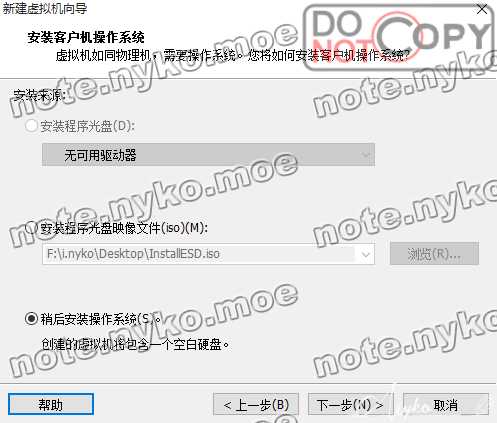 新建虚拟机向导
安装客户机操作系统
虚拟机如同物理机，需要操作系统。您将如何安装客户机操作系统?
DO NOT COPY
安装来源:
安装程序光盘(D):
无可用驱动器
安装程序光盘映像文件(iso)(M):
F:\i.nyko\Desktop\InstallESD.iso
浏览(R)...
稍后安装操作系统(S)。
创建的虚拟机将包含一个空白硬盘。
帮助
< 上一步(B)
下一步(N) >
取消
note.nyko.moe
note.nyko.moe
note.nyko.moe
note.nyko.moe
note.nyko.moe
note.nyko.moe
note.nyko.moe